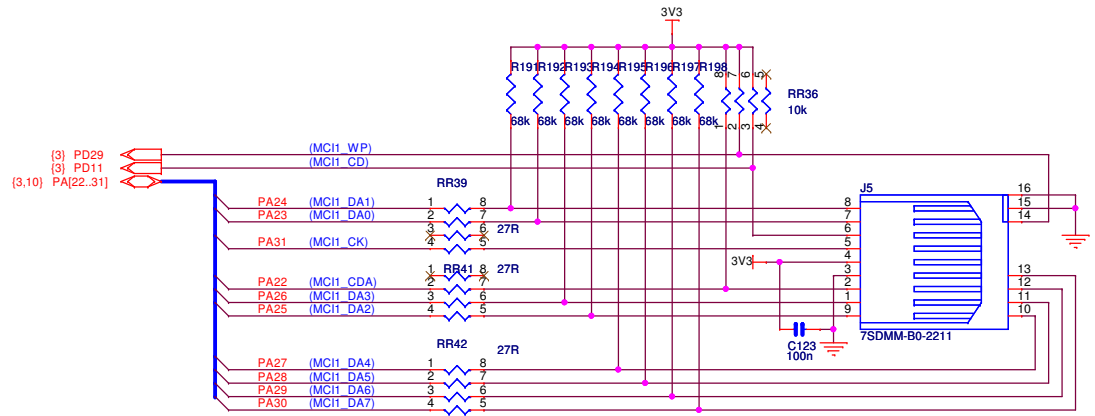 3V3
R191 R192 R193 R194 R195 R196 R197 R198 8 7 6 5
RR36
10k
68k 68k 68k 68k 68k 68k 68k 68k 1 2 3 4
{3} PD29 (MCI1_WP)
{3} PD11 (MCI1_CD)
{3,10} PA[22..31]
RR39
J5
PA24 (MCI1_DA1) 1 8 8 16
PA23 (MCI1_DA0) 2 7 7 15
3 6 27R 6 14
PA31 (MCI1_CK) 4 5 5
3V3 4
1 RR41 8 27R 3 13
PA22 (MCI1_CDA) 2 7 2 12
PA26 (MCI1_DA3) 3 6 1 11
PA25 (MCI1_DA2) 4 5 9 10
7SDMM-B0-2211
C123
100n
RR42
27R
PA27 (MCI1_DA4) 1 8
PA28 (MCI1_DA5) 2 7
PA29 (MCI1_DA6) 3 6
PA30 (MCI1_DA7) 4 5